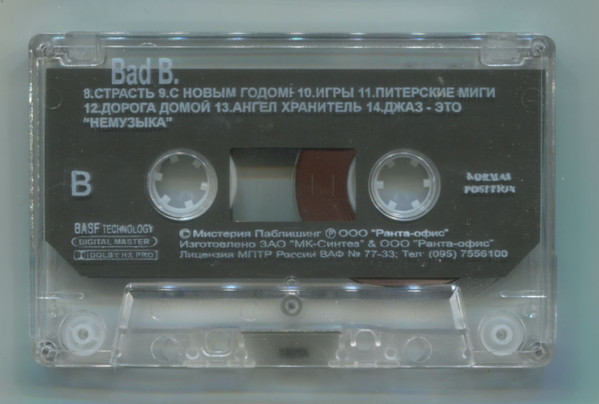 Bad B.
8.СТРАСТЬ 9.С НОВЫМ ГОДОМ! 10.ИГРЫ 11.ПИТЕРСКИЕ МИГИ
12.ДОРОГА ДОМОЙ 13.АНГЕЛ ХРАНИТЕЛЬ 14.ДЖАЗ - ЭТО
"НЕМУЗЫКА"
B
NORMAL
POSITION
BASF TECHNOLOGY
DIGITAL MASTER
DOLBY HX PRO
© Мистерия Паблишинг ℗ ООО "Ранта-офис"
Изготовлено ЗАО "МК-Синтез" & ООО "Ранта-офис"
Лицензия МПТР России ВАФ № 77-33; Тел: (095) 7556100